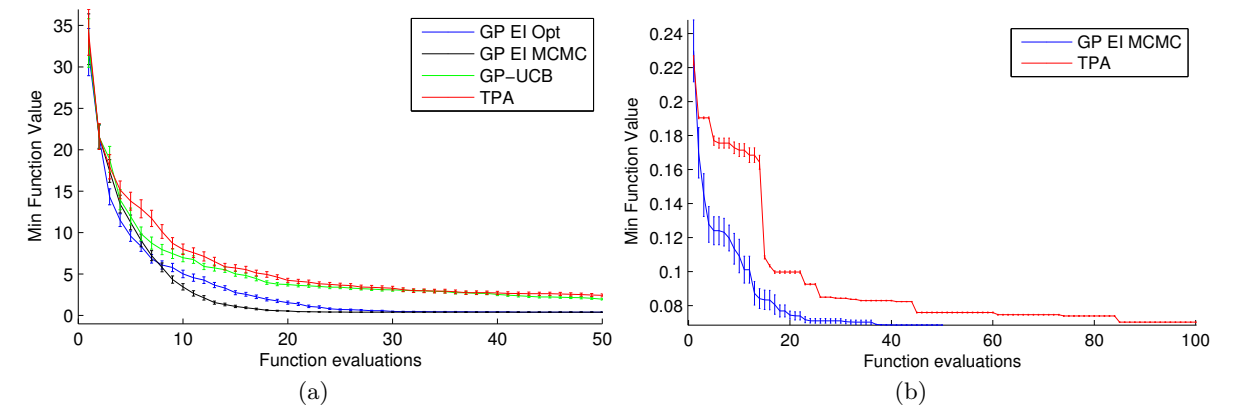 35
30
25
20
15
10
5
0
Min Function Value
0 10 20 30 40 50
Function evaluations
GP EI Opt
GP EI MCMC
GP−UCB
TPA
(a)
0.24
0.22
0.2
0.18
0.16
0.14
0.12
0.1
0.08
Min Function Value
0 20 40 60 80 100
Function evaluations
GP EI MCMC
TPA
(b)